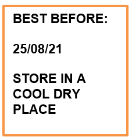 BEST BEFORE:
25/08/21
STORE IN A
COOL DRY
PLACE